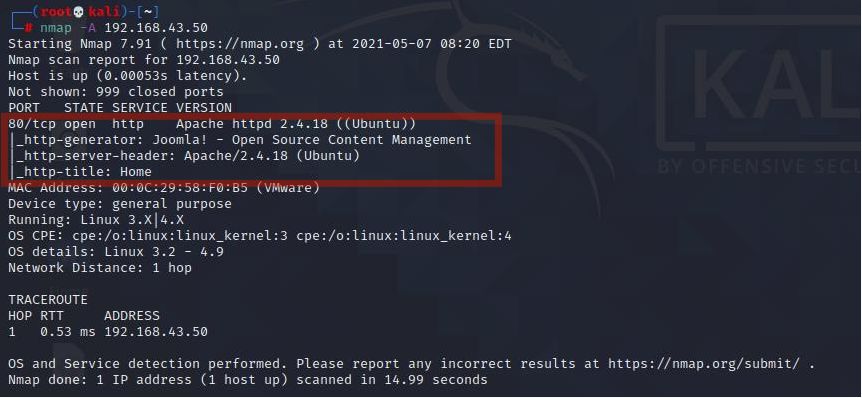 ┌──(root💀kali)-[~]
└─# nmap -A 192.168.43.50
Starting Nmap 7.91 ( https://nmap.org ) at 2021-05-07 08:20 EDT
Nmap scan report for 192.168.43.50
Host is up (0.00053s latency).
Not shown: 999 closed ports
PORT   STATE SERVICE VERSION
80/tcp open  http    Apache httpd 2.4.18 ((Ubuntu))
|_http-generator: Joomla! - Open Source Content Management
|_http-server-header: Apache/2.4.18 (Ubuntu)
|_http-title: Home
MAC Address: 00:0C:29:58:F0:B5 (VMware)
Device type: general purpose
Running: Linux 3.X|4.X
OS CPE: cpe:/o:linux:linux_kernel:3 cpe:/o:linux:linux_kernel:4
OS details: Linux 3.2 - 4.9
Network Distance: 1 hop
TRACEROUTE
HOP RTT     ADDRESS
1   0.53 ms 192.168.43.50
OS and Service detection performed. Please report any incorrect results at https://nmap.org/submit/ .
Nmap done: 1 IP address (1 host up) scanned in 14.99 seconds
KAL
BY OFFENSIVE SEC